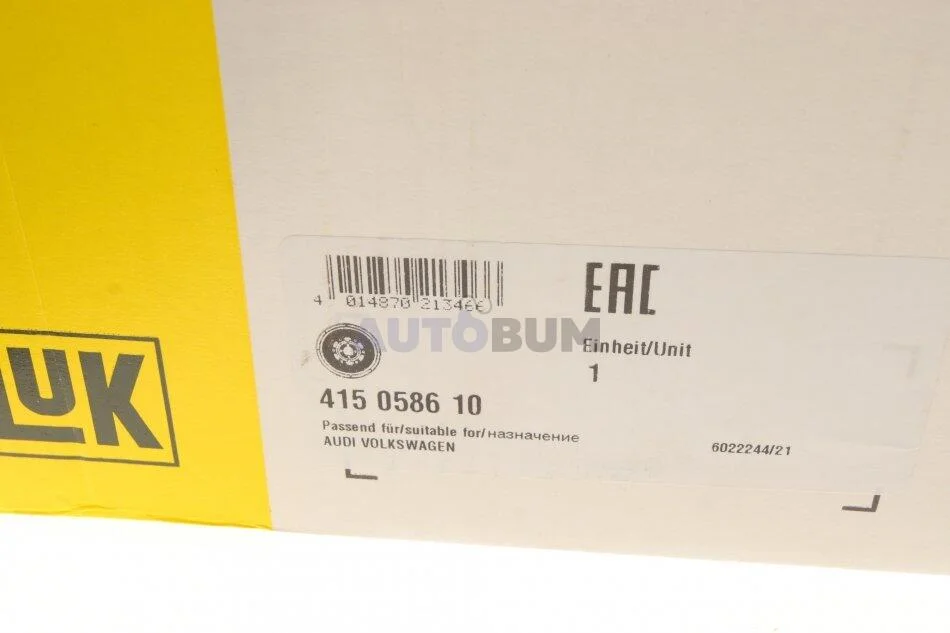 LUK
EAC
4 014870 213466
AUTOBUM
Einheit/Unit
1
415 0586 10
Passend für/suitable for/назначение
AUDI VOLKSWAGEN
6022244/21